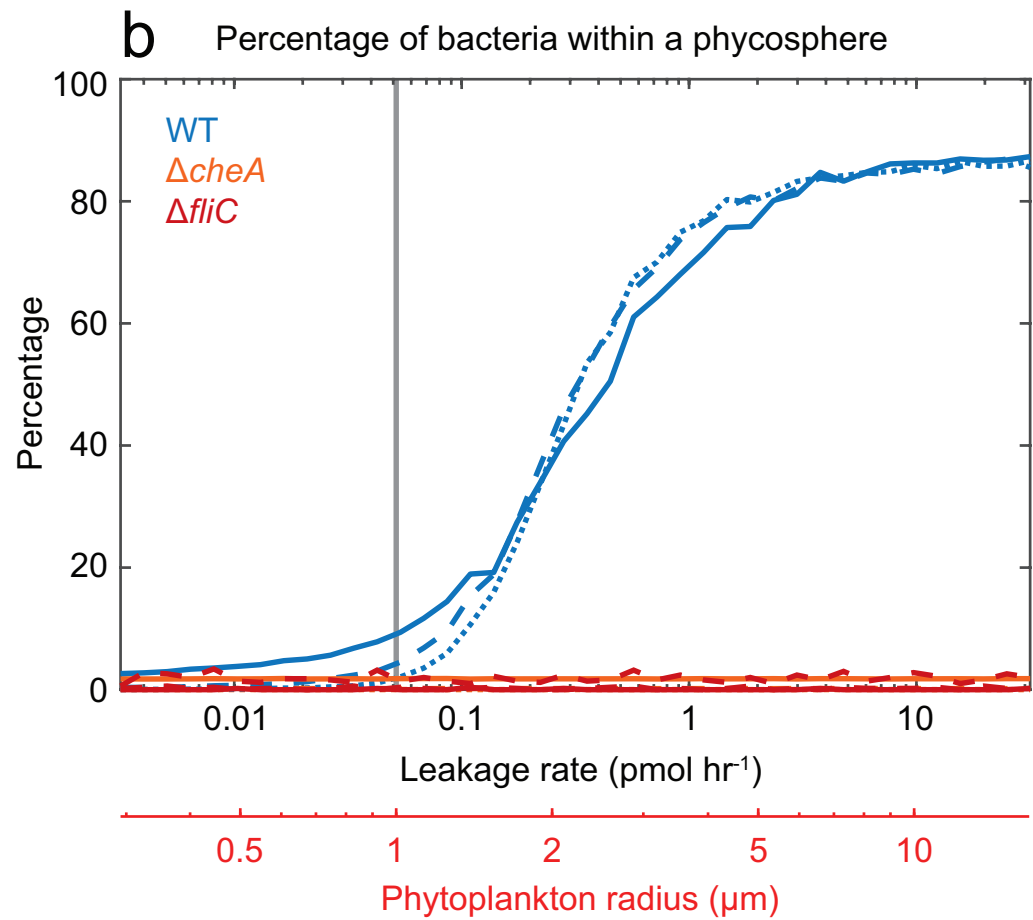 b Percentage of bacteria within a phycosphere
100
80
60
40
20
0
Percentage
WT
ΔcheA
ΔfliC
0.01 0.1 1 10
Leakage rate (pmol hr⁻¹)
0.5 1 2 5 10
Phytoplankton radius (µm)